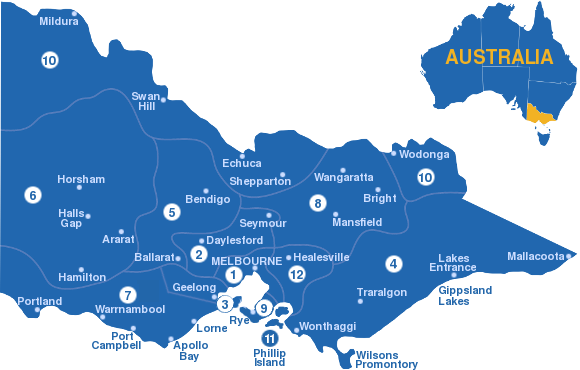 Mildura
10
AUSTRALIA
Swan
Hill
Echuca
Wodonga
Shepparton
Wangaratta
10
Horsham
6
Bendigo
8
Bright
5
Halls
Gap
Seymour
Mansfield
Ararat
Daylesford
2
Ballarat
MELBOURNE
Healesville
4
Lakes
Entrance
Mallacoota
Hamilton
1
12
Geelong
7
3
9
Traralgon
Gippsland
Lakes
Portland
Warrnambool
Rye
Lorne
Wonthaggi
Port
Campbell
Apollo
Bay
11
Phillip
Island
Wilsons
Promontory